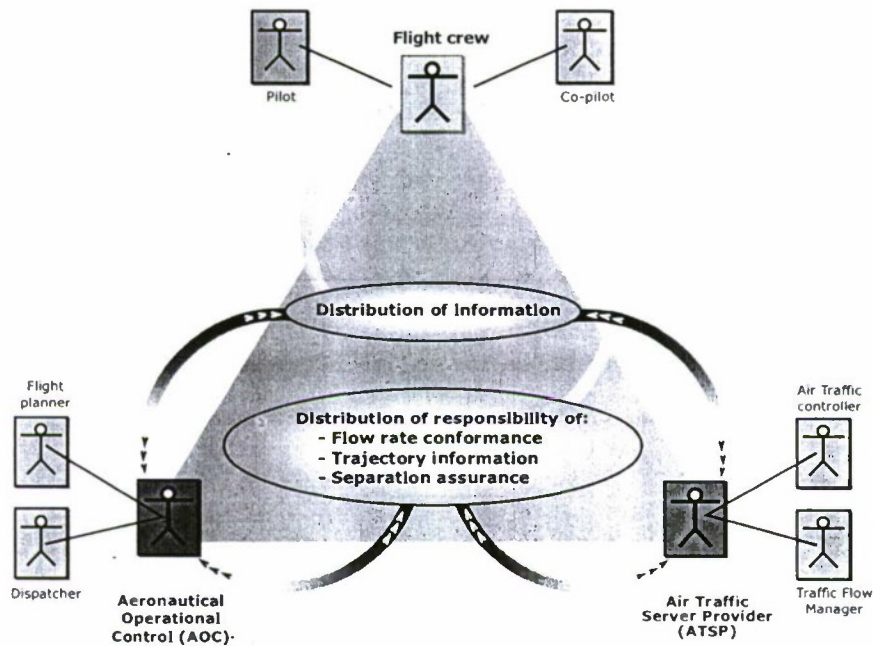 Flight crew
Pilot
Co-pilot
Distribution of information
Flight
planner
Air Traffic
controller
Distribution of responsibility of:
- Flow rate conformance
- Trajectory information
- Separation assurance
Dispatcher
Traffic Flow
Manager
Aeronautical
Operational
Control (AOC)
Air Traffic
Server Provider
(ATSP)